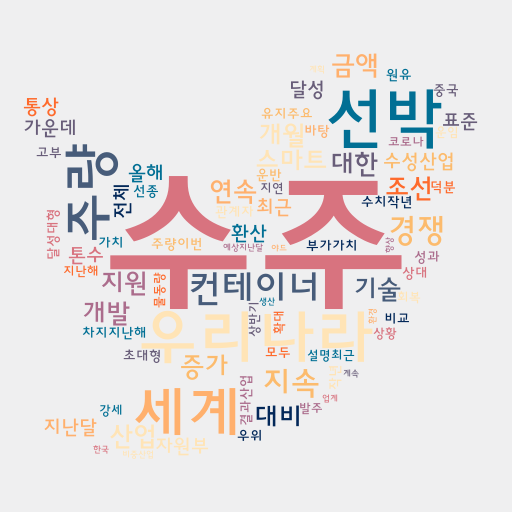 금액
원유
달성
중국
통상
유지주요
선박
표준
가운데
개월
바탕
코로나
고부
주량
스마트
대한
수성산업
올해
전체
선종
연속
운반
지연
조선
덕분
최근
수치작년
수주
경쟁
달성대형
가치
주량이번
환산
예상지난달
부가가치
성과
톤수
지난해
지원
물동량
컨테이너
기술
상대
개발
상반기
확대
생산
비교
차지지난해
우리나라
상황
초대형
증가
모두
설명최근
계속
지속
강세
세계
결과산업
대비
발주
업계
지난달
산업
자원부
우위
한국